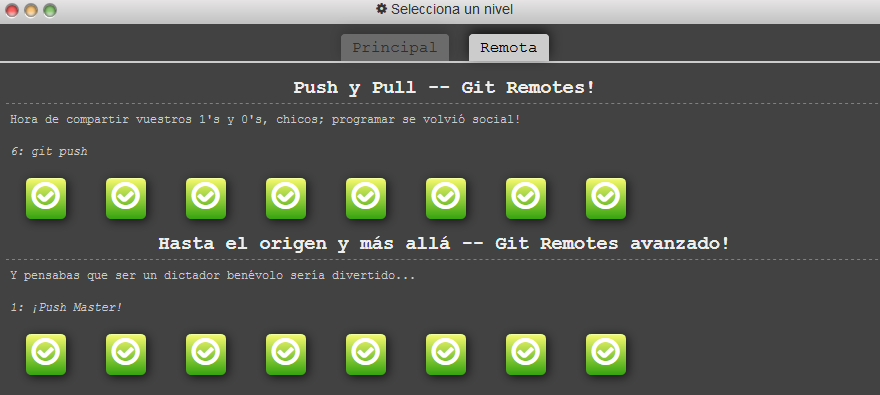 Selecciona un nivel
Principal Remota
Push y Pull -- Git Remotes!
Hora de compartir vuestros 1's y 0's, chicos; programar se volvió social!
6: git push
Hasta el origen y más allá -- Git Remotes avanzado!
Y pensabas que ser un dictador benévolo sería divertido...
1: ¡Push Master!